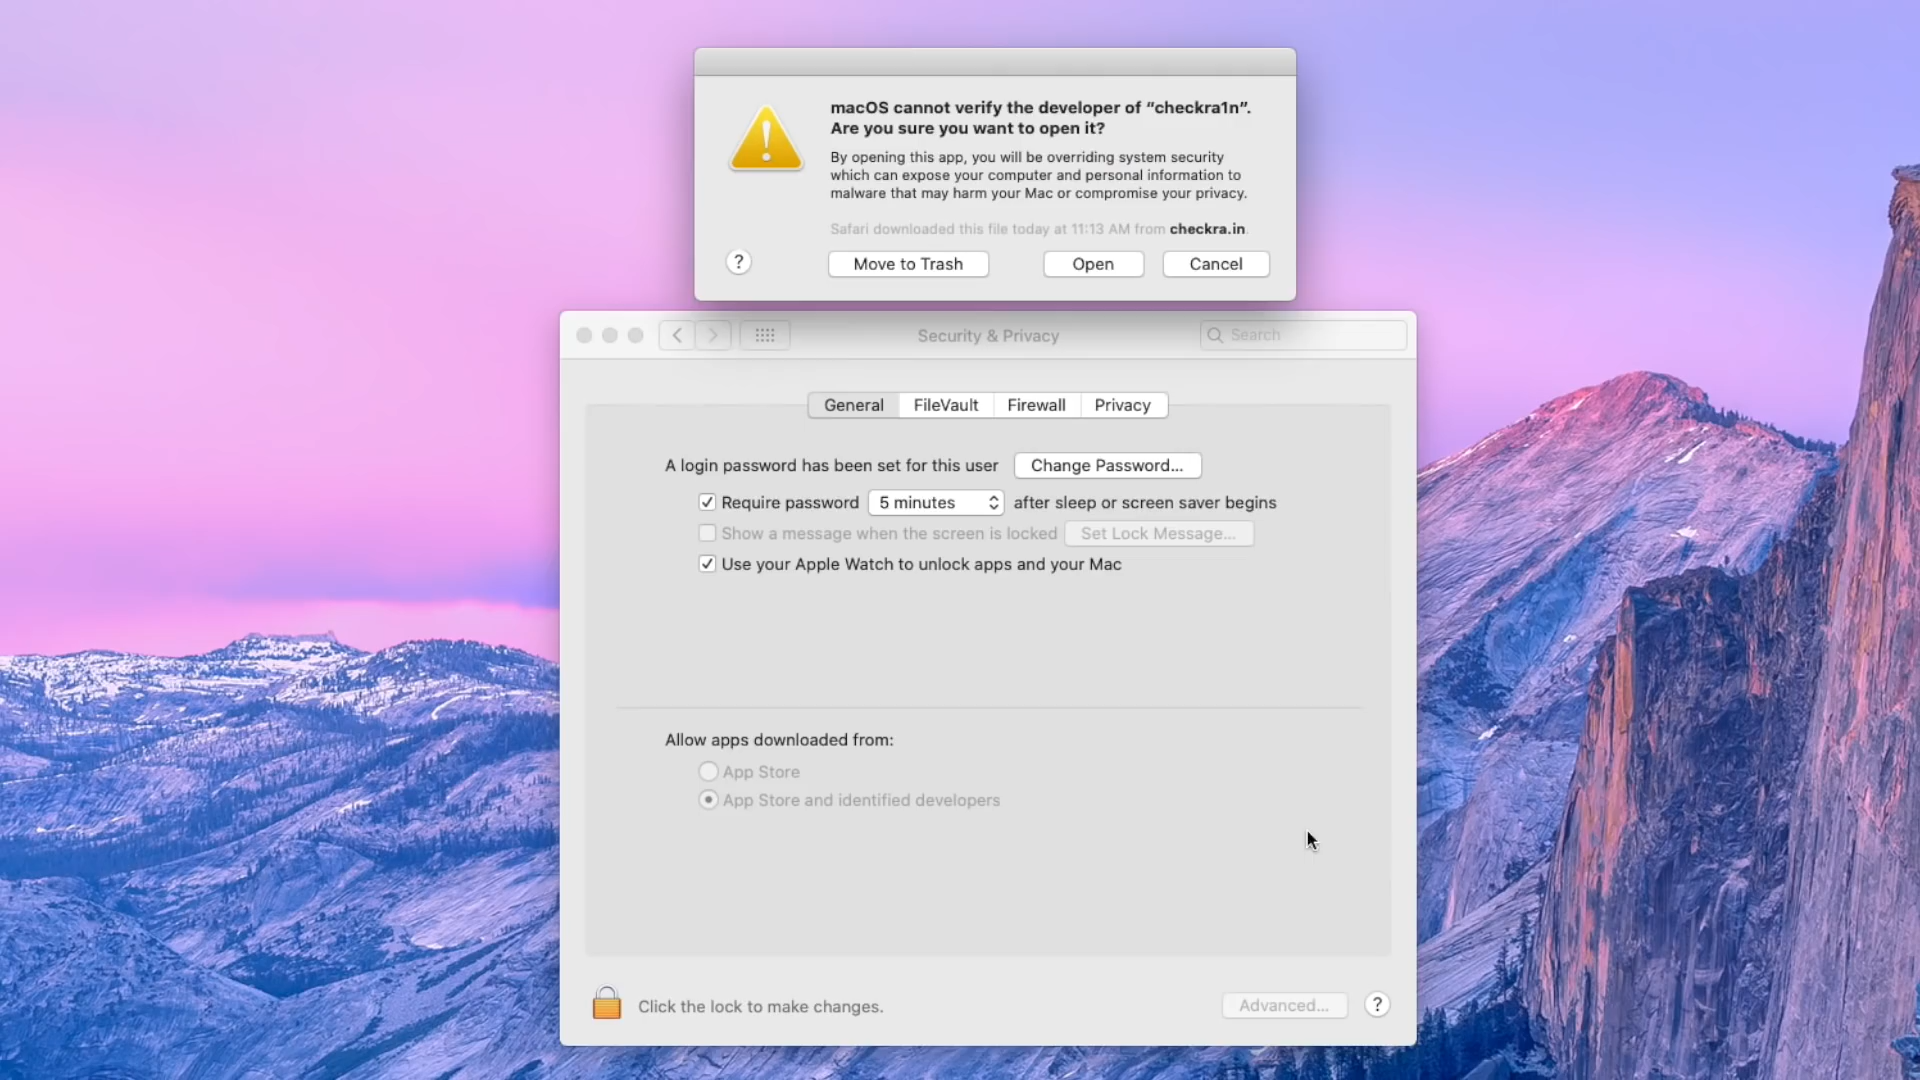 macOS cannot verify the developer of “checkra1n”.
Are you sure you want to open it?
By opening this app, you will be overriding system security
which can expose your computer and personal information to
malware that may harm your Mac or compromise your privacy.
Safari downloaded this file today at 11:13 AM from checkra.in.
?
Move to Trash
Open
Cancel
Security & Privacy
Search
General
FileVault
Firewall
Privacy
A login password has been set for this user
Change Password...
Require password
5 minutes
after sleep or screen saver begins
Show a message when the screen is locked
Set Lock Message...
Use your Apple Watch to unlock apps and your Mac
Allow apps downloaded from:
App Store
App Store and identified developers
Click the lock to make changes.
Advanced...
?